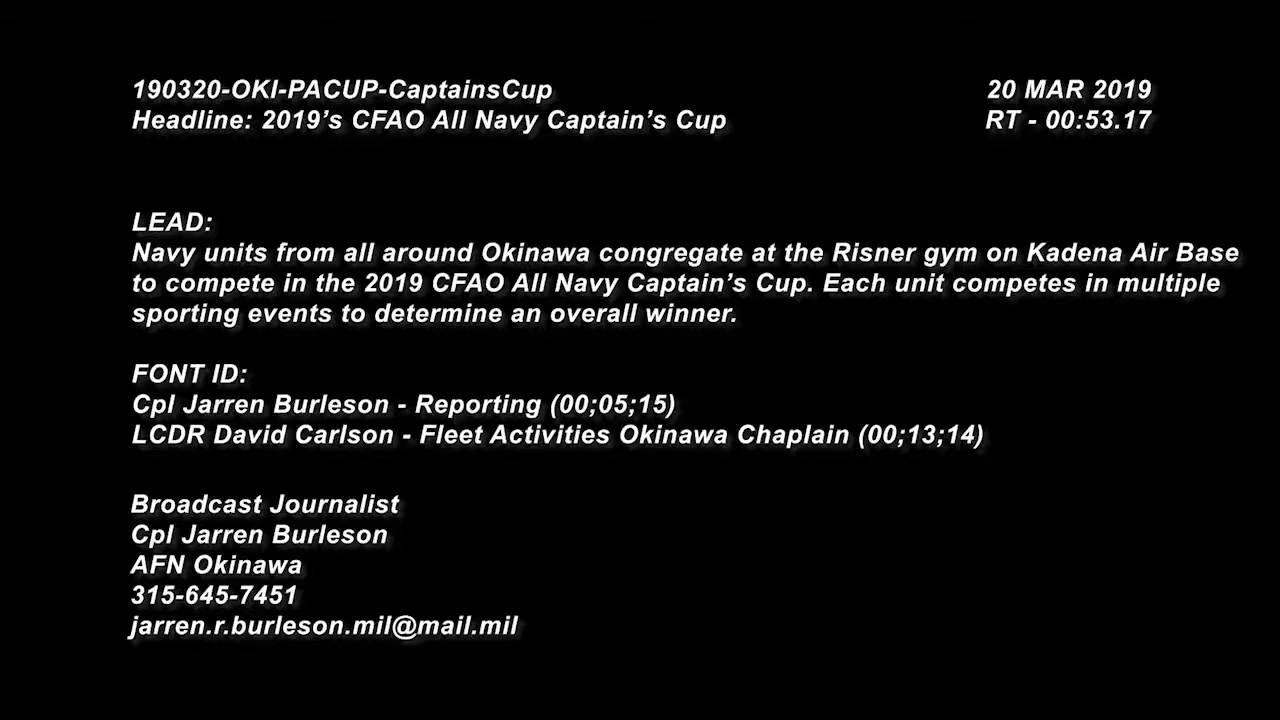 190320-OKI-PACUP-CaptainsCup 20 MAR 2019
Headline: 2019’s CFAO All Navy Captain’s Cup RT - 00:53.17
LEAD:
Navy units from all around Okinawa congregate at the Risner gym on Kadena Air Base
to compete in the 2019 CFAO All Navy Captain’s Cup. Each unit competes in multiple
sporting events to determine an overall winner.
FONT ID:
Cpl Jarren Burleson - Reporting (00;05;15)
LCDR David Carlson - Fleet Activities Okinawa Chaplain (00;13;14)
Broadcast Journalist
Cpl Jarren Burleson
AFN Okinawa
315-645-7451
jarren.r.burleson.mil@mail.mil